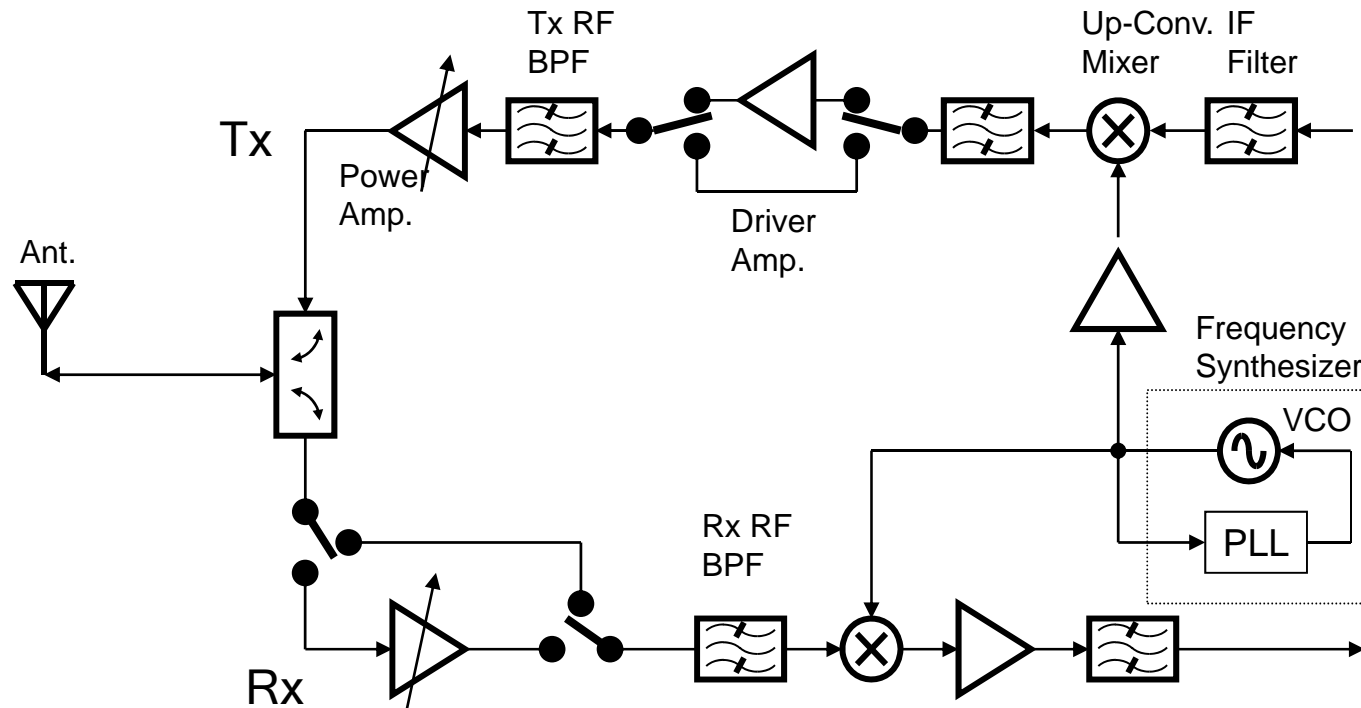 Tx RF
BPF
Up-Conv.
Mixer
IF
Filter
Tx
Power
Amp.
Driver
Amp.
Ant.
Frequency
Synthesizer
VCO
PLL
Rx RF
BPF
Rx